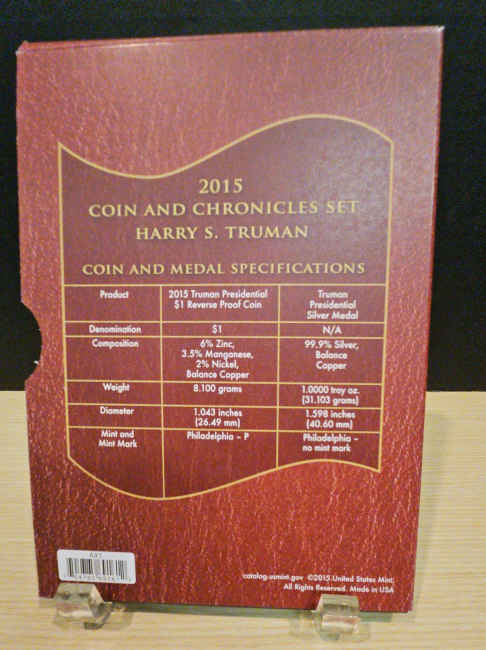 2015
COIN AND CHRONICLES SET
HARRY S. TRUMAN
COIN AND MEDAL SPECIFICATIONS
Product
2015 Truman Presidential
$1 Reverse Proof Coin
Truman
Presidential
Silver Medal
Denomination
$1
N/A
Composition
6% Zinc,
3.5% Manganese,
2% Nickel,
Balance Copper
99.9% Silver,
Balance
Copper
Weight
8.100 grams
1.0000 troy oz.
(31.103 grams)
Diameter
1.043 inches
(26.49 mm)
1.598 inches
(40.60 mm)
Mint and
Mint Mark
Philadelphia – P
Philadelphia –
no mint mark
catalog.usmint.gov ©2015 United States Mint.
All Rights Reserved. Made in USA